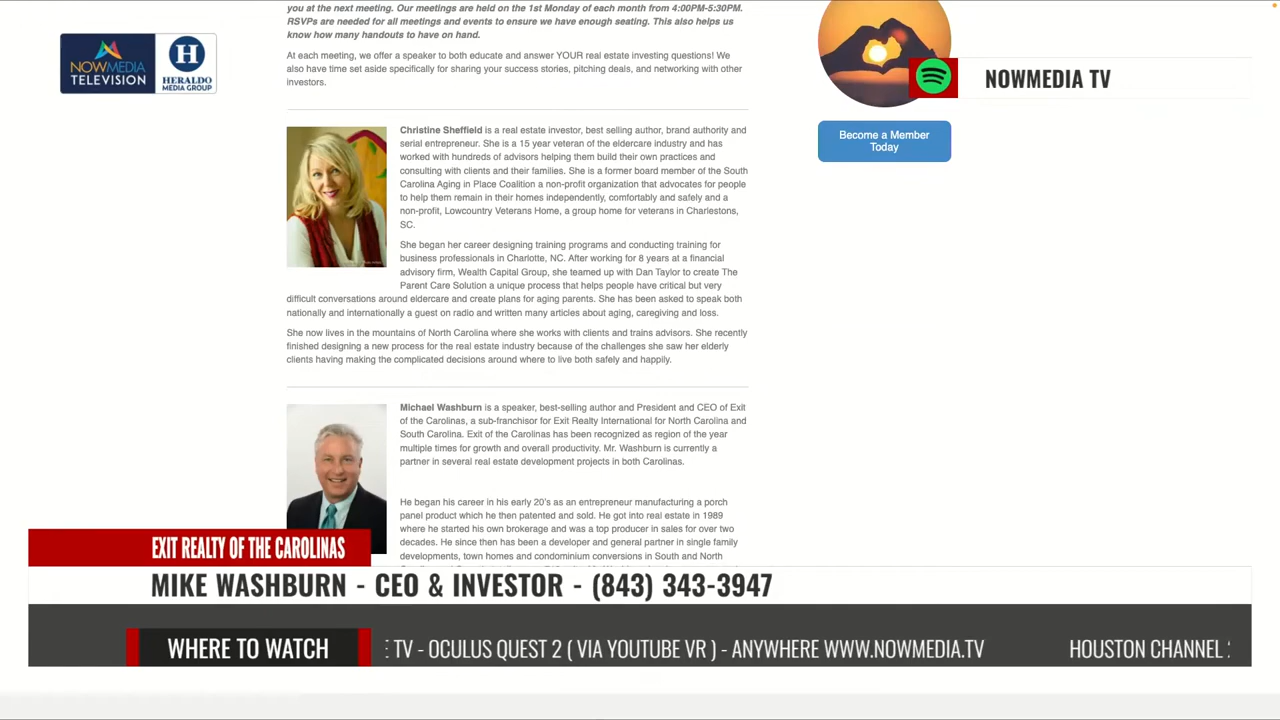 you at the next meeting. Our meetings are held on the 1st Monday of each month from 4:00PM-5:30PM.
RSVPs are needed for all meetings and events to ensure we have enough seating. This also helps us
know how many handouts to have on hand.
At each meeting, we offer a speaker to both educate and answer YOUR real estate investing questions! We
also have time set aside specifically for sharing your success stories, pitching deals, and networking with other
investors.
NOWMEDIA
TELEVISION
H
HERALDO
MEDIA GROUP
NOWMEDIA TV
Become a Member
Today
Christine Sheffield is a real estate investor, best selling author, brand authority and
serial entrepreneur. She is a 15 year veteran of the eldercare industry and has
worked with hundreds of advisors helping them build their own practices and
consulting with clients and their families. She is a former board member of the South
Carolina Aging in Place Coalition a non-profit organization that advocates for people
to help them remain in their homes independently, comfortably and safely and a
non-profit, Lowcountry Veterans Home, a group home for veterans in Charlestons,
SC.
She began her career designing training programs and conducting training for
business professionals in Charlotte, NC. After working for 8 years at a financial
advisory firm, Wealth Capital Group, she teamed up with Dan Taylor to create The
Parent Care Solution a unique process that helps people have critical but very
difficult conversations around eldercare and create plans for aging parents. She has been asked to speak both
nationally and internationally a guest on radio and written many articles about aging, caregiving and loss.
She now lives in the mountains of North Carolina where she works with clients and trains advisors. She recently
finished designing a new process for the real estate industry because of the challenges she saw her elderly
clients having making the complicated decisions around where to live both safely and happily.
Michael Washburn is a speaker, best-selling author and President and CEO of Exit
of the Carolinas, a sub-franchisor for Exit Realty International for North Carolina and
South Carolina. Exit of the Carolinas has been recognized as region of the year
multiple times for growth and overall productivity. Mr. Washburn is currently a
partner in several real estate development projects in both Carolinas.
He began his career in his early 20's as an entrepreneur manufacturing a porch
panel product which he then patented and sold. He got into real estate in 1989
where he started his own brokerage and was a top producer in sales for over two
decades. He since then has been a developer and general partner in single family
developments, town homes and condominium conversions in South and North
EXIT REALTY OF THE CAROLINAS
MIKE WASHBURN - CEO & INVESTOR - (843) 343-3947
WHERE TO WATCH
TV - OCULUS QUEST 2 ( VIA YOUTUBE VR ) - ANYWHERE WWW.NOWMEDIA.TV
HOUSTON CHANNEL